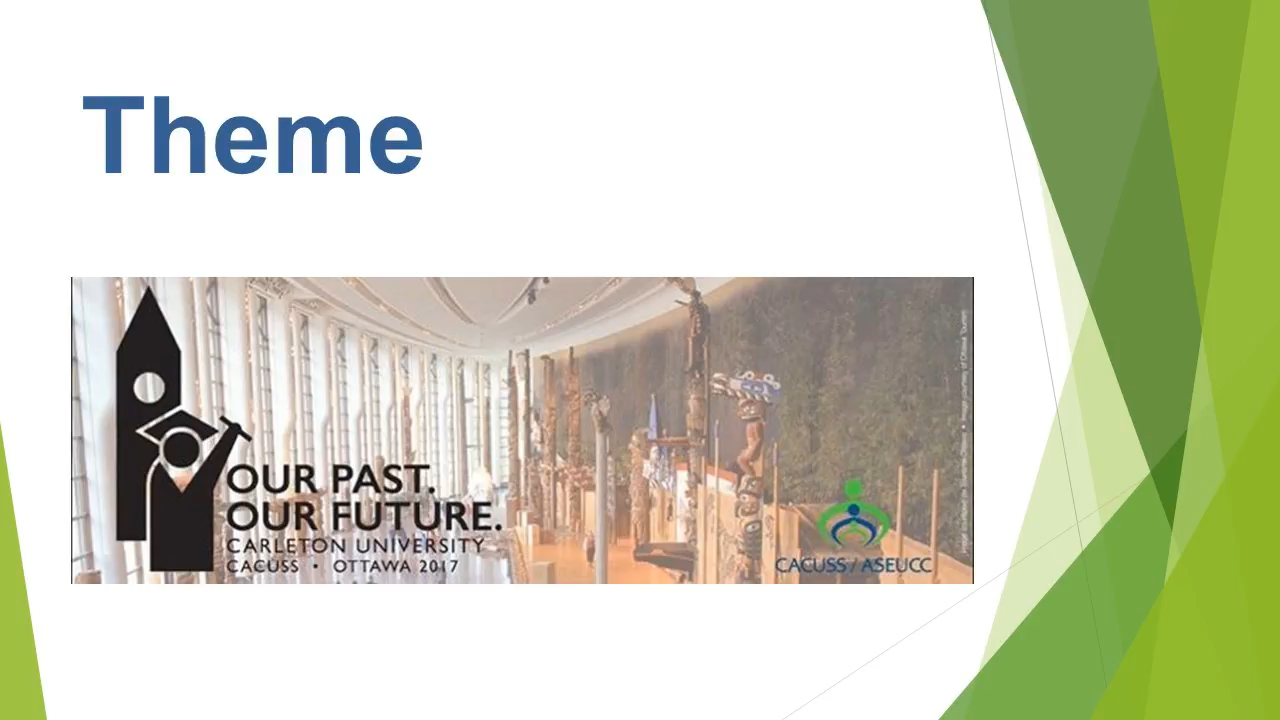 Theme
OUR PAST.
OUR FUTURE.
CARLETON UNIVERSITY
CACUSS • OTTAWA 2017
CACUSS / ASEUCC